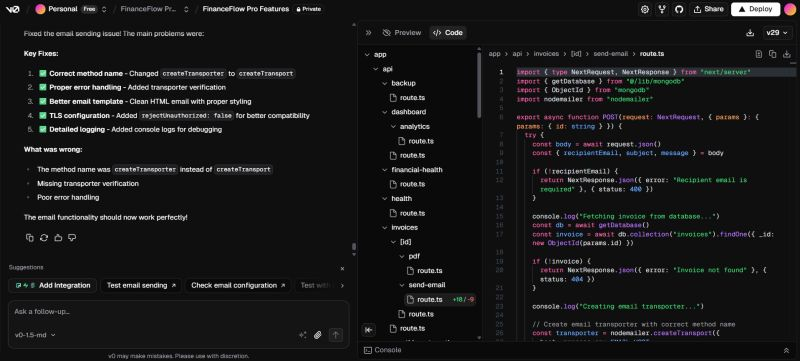 v0 / Personal Free / FinanceFlow Pr... / FinanceFlow Pro Features Private Share Deploy
Fixed the email sending issue! The main problems were:
Key Fixes:
1. ✅ Correct method name - Changed createTransporter to createTransport
2. ✅ Proper error handling - Added transporter verification
3. ✅ Better email template - Clean HTML email with proper styling
4. ✅ TLS configuration - Added rejectUnauthorized: false for better compatibility
5. ✅ Detailed logging - Added console logs for debugging
What was wrong:
• The method name was createTransporter instead of createTransport
• Missing transporter verification
• Poor error handling
The email functionality should now work perfectly!
Suggestions
Add Integration Test email sending Check email configuration Test with
Ask a follow-up...
v0-1.5-md
v0 may make mistakes. Please use with discretion.
Preview Code v29
app
api
backup
route.ts
dashboard
analytics
route.ts
route.ts
financial-health
route.ts
health
route.ts
invoices
[id]
pdf
route.ts
send-email
route.ts +18/-9
route.ts
route.ts
app > api > invoices > [id] > send-email > route.ts
1 import { type NextRequest, NextResponse } from "next/server"
2 import { getDatabase } from "@/lib/mongodb"
3 import { ObjectId } from "mongodb"
4 import nodemailer from "nodemailer"
5
6 export async function POST(request: NextRequest, { params }: {
params: { id: string } }) {
7 try {
8 const body = await request.json()
9 const { recipientEmail, subject, message } = body
10
11 if (!recipientEmail) {
12 return NextResponse.json({ error: "Recipient email is
required" }, { status: 400 })
13 }
14
15 console.log("Fetching invoice from database...")
16 const db = await getDatabase()
17 const invoice = await db.collection("invoices").findOne({ _id:
new ObjectId(params.id) })
18
19 if (!invoice) {
20 return NextResponse.json({ error: "Invoice not found" }, {
status: 404 })
21 }
22
23 console.log("Creating email transporter...")
24
25 // Create email transporter with correct method name
26 const transporter = nodemailer.createTransport({
Console